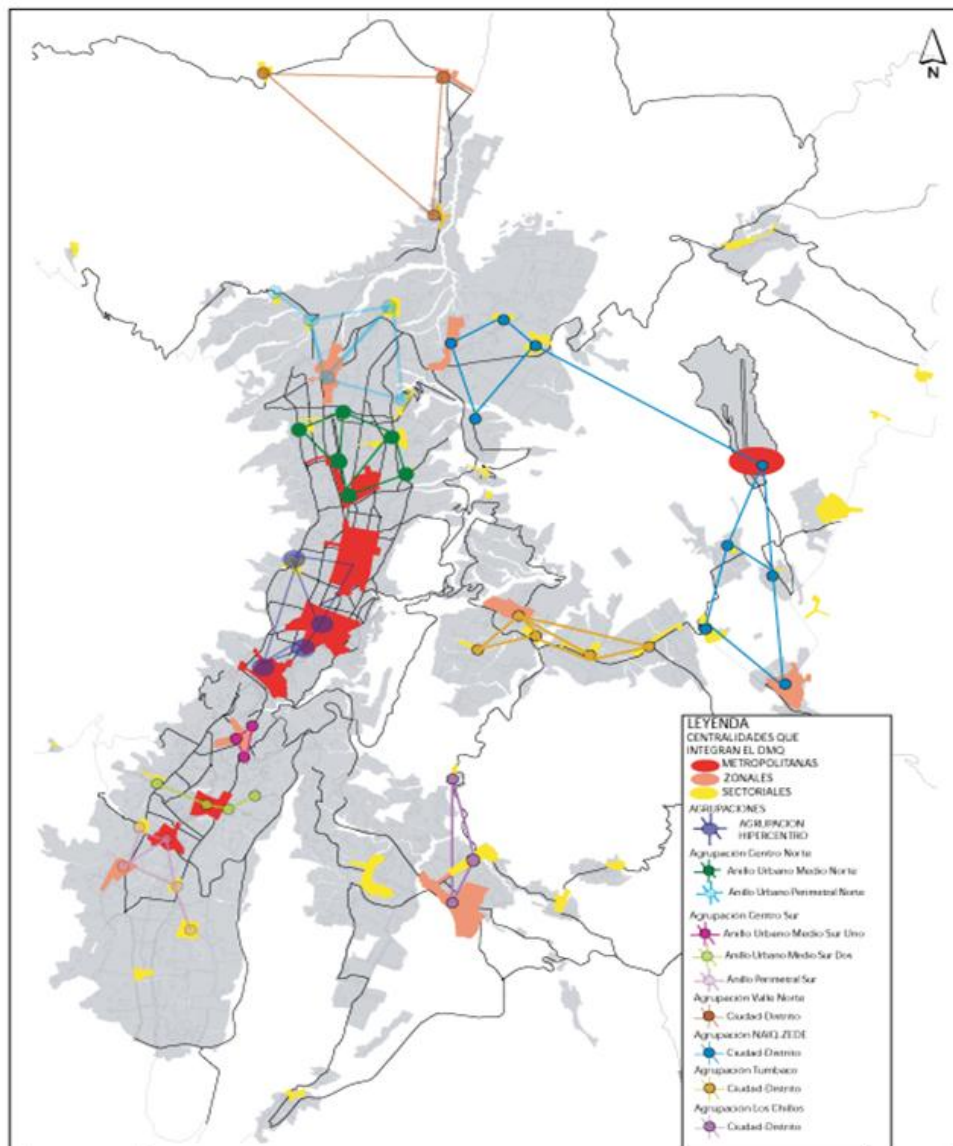 N
LEYENDA
CENTRALIDADES QUE
INTEGRAN EL DMQ
METROPOLITANAS
ZONALES
SECTORIALES
AGRUPACIONES
AGRUPACION
HIPERCENTRO
Agrupación Centro Norte
Anillo Urbano Medio Norte
Anillo Urbano Perimetral Norte
Agrupación Centro Sur
Anillo Urbano Medio Sur Uno
Anillo Urbano Medio Sur Dos
Anillo Perimetral Sur
Agrupación Valle Norte
Ciudad-Distrito
Agrupación NAIQ-ZEDE
Ciudad-Distrito
Agrupación Tumbaco
Ciudad-Distrito
Agrupación Los Chillos
Ciudad-Distrito